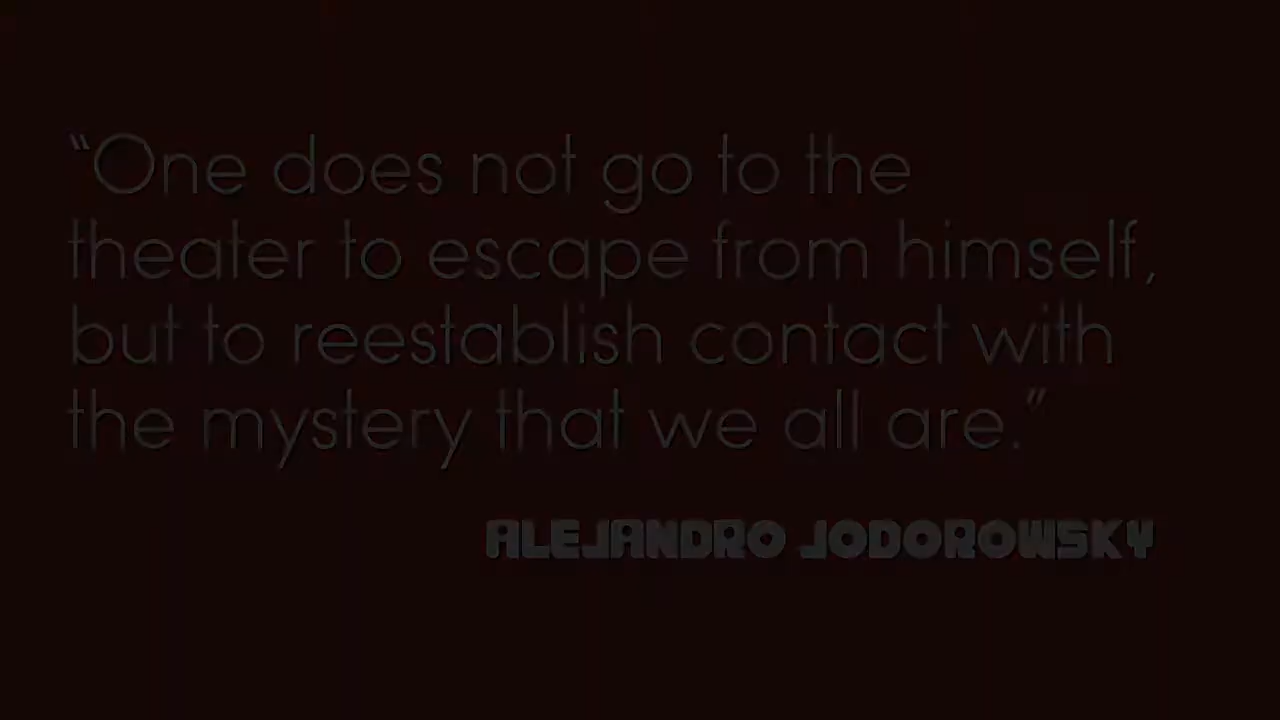 “One does not go to the
theater to escape from himself,
but to reestablish contact with
the mystery that we all are.”
ALEJANDRO JODOROWSKY